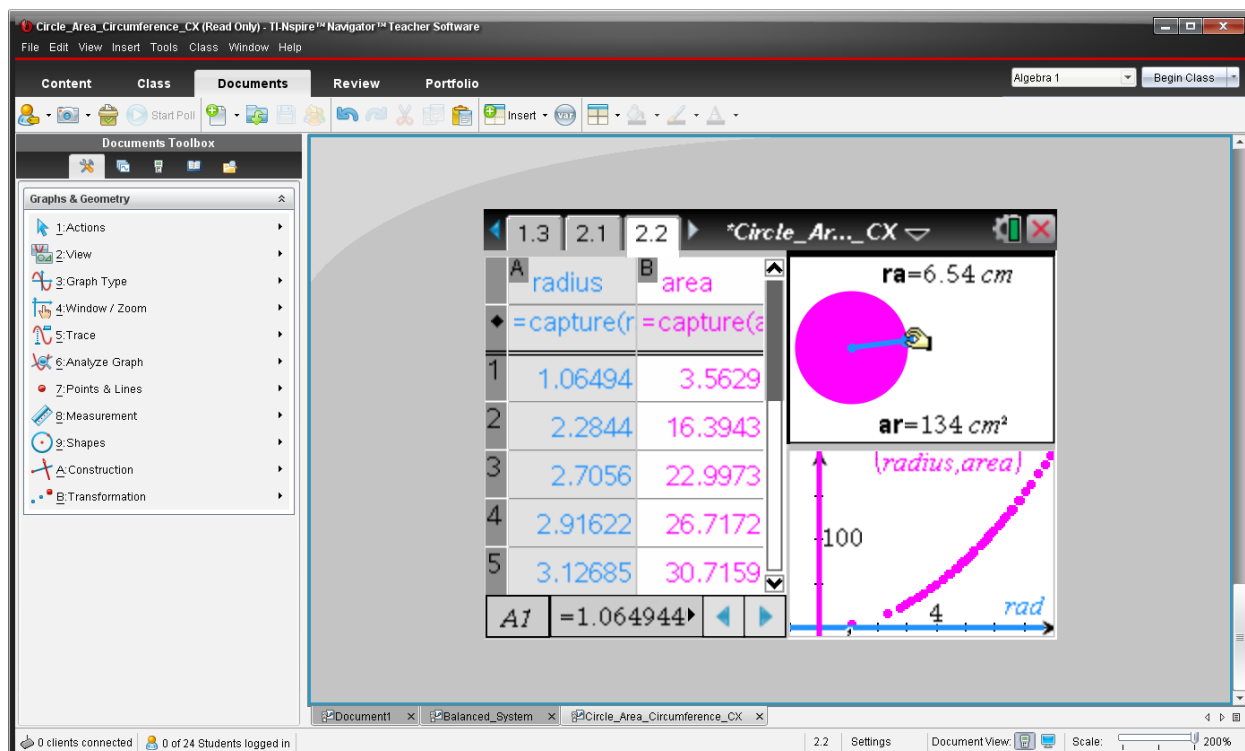 Circle_Area_Circumference_CX (Read Only) - TI-Nspire™ Navigator™ Teacher Software
File Edit View Insert Tools Class Window Help
Content Class Documents Review Portfolio
Algebra 1 Begin Class
Start Poll Insert var
Documents Toolbox
Graphs & Geometry
1:Actions
2:View
3:Graph Type
4:Window / Zoom
5:Trace
6:Analyze Graph
7:Points & Lines
8:Measurement
9:Shapes
A:Construction
B:Transformation
1.3 2.1 2.2 *Circle_Ar..._CX
A radius B area
=capture(r =capture(a
1 1.06494 3.5629
2 2.2844 16.3943
3 2.7056 22.9973
4 2.91622 26.7172
5 3.12685 30.7159
A1 =1.064944
ra=6.54 cm
ar=134 cm²
(radius,area)
100
4 rad
Document1 Balanced_System Circle_Area_Circumference_CX
0 clients connected 0 of 24 Students logged in 2.2 Settings Document View: Scale: 200%